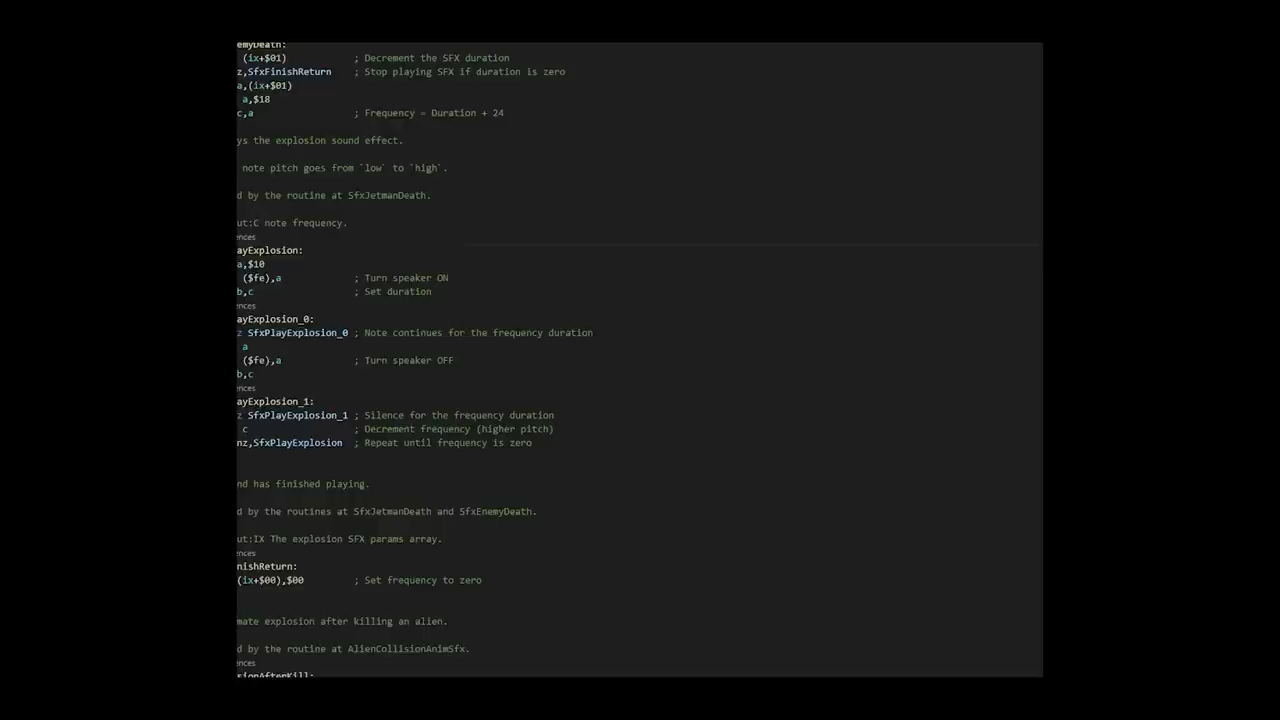 emyDeath:
(ix+$01) ; Decrement the SFX duration
z,SfxFinishReturn ; Stop playing SFX if duration is zero
a,(ix+$01)
a,$18
c,a ; Frequency = Duration + 24
ys the explosion sound effect.
note pitch goes from `low` to `high`.
d by the routine at SfxJetmanDeath.
ut:C note frequency.
ences
ayExplosion:
a,$10
($fe),a ; Turn speaker ON
b,c ; Set duration
ences
ayExplosion_0:
z SfxPlayExplosion_0 ; Note continues for the frequency duration
a
($fe),a ; Turn speaker OFF
b,c
ences
ayExplosion_1:
z SfxPlayExplosion_1 ; Silence for the frequency duration
c ; Decrement frequency (higher pitch)
nz,SfxPlayExplosion ; Repeat until frequency is zero
nd has finished playing.
d by the routines at SfxJetmanDeath and SfxEnemyDeath.
ut:IX The explosion SFX params array.
ences
nishReturn:
(ix+$00),$00 ; Set frequency to zero
mate explosion after killing an alien.
d by the routine at AlienCollisionAnimSfx.
ences
sionAfterKill: